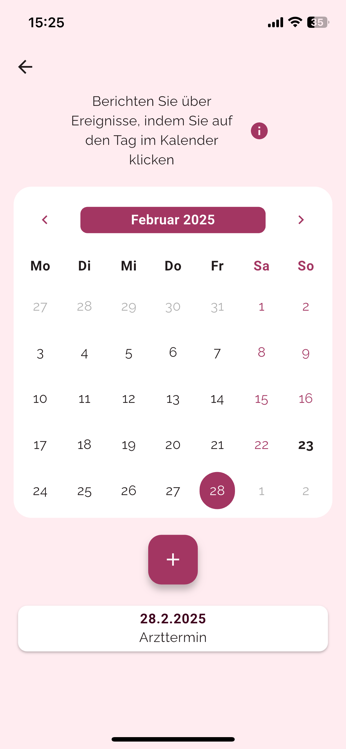 15:25
35
Berichten Sie über
Ereignisse, indem Sie auf
den Tag im Kalender
klicken
i
Februar 2025
Mo Di Mi Do Fr Sa So
27 28 29 30 31 1 2
3 4 5 6 7 8 9
10 11 12 13 14 15 16
17 18 19 20 21 22 23
24 25 26 27 28 1 2
+
28.2.2025
Arzttermin